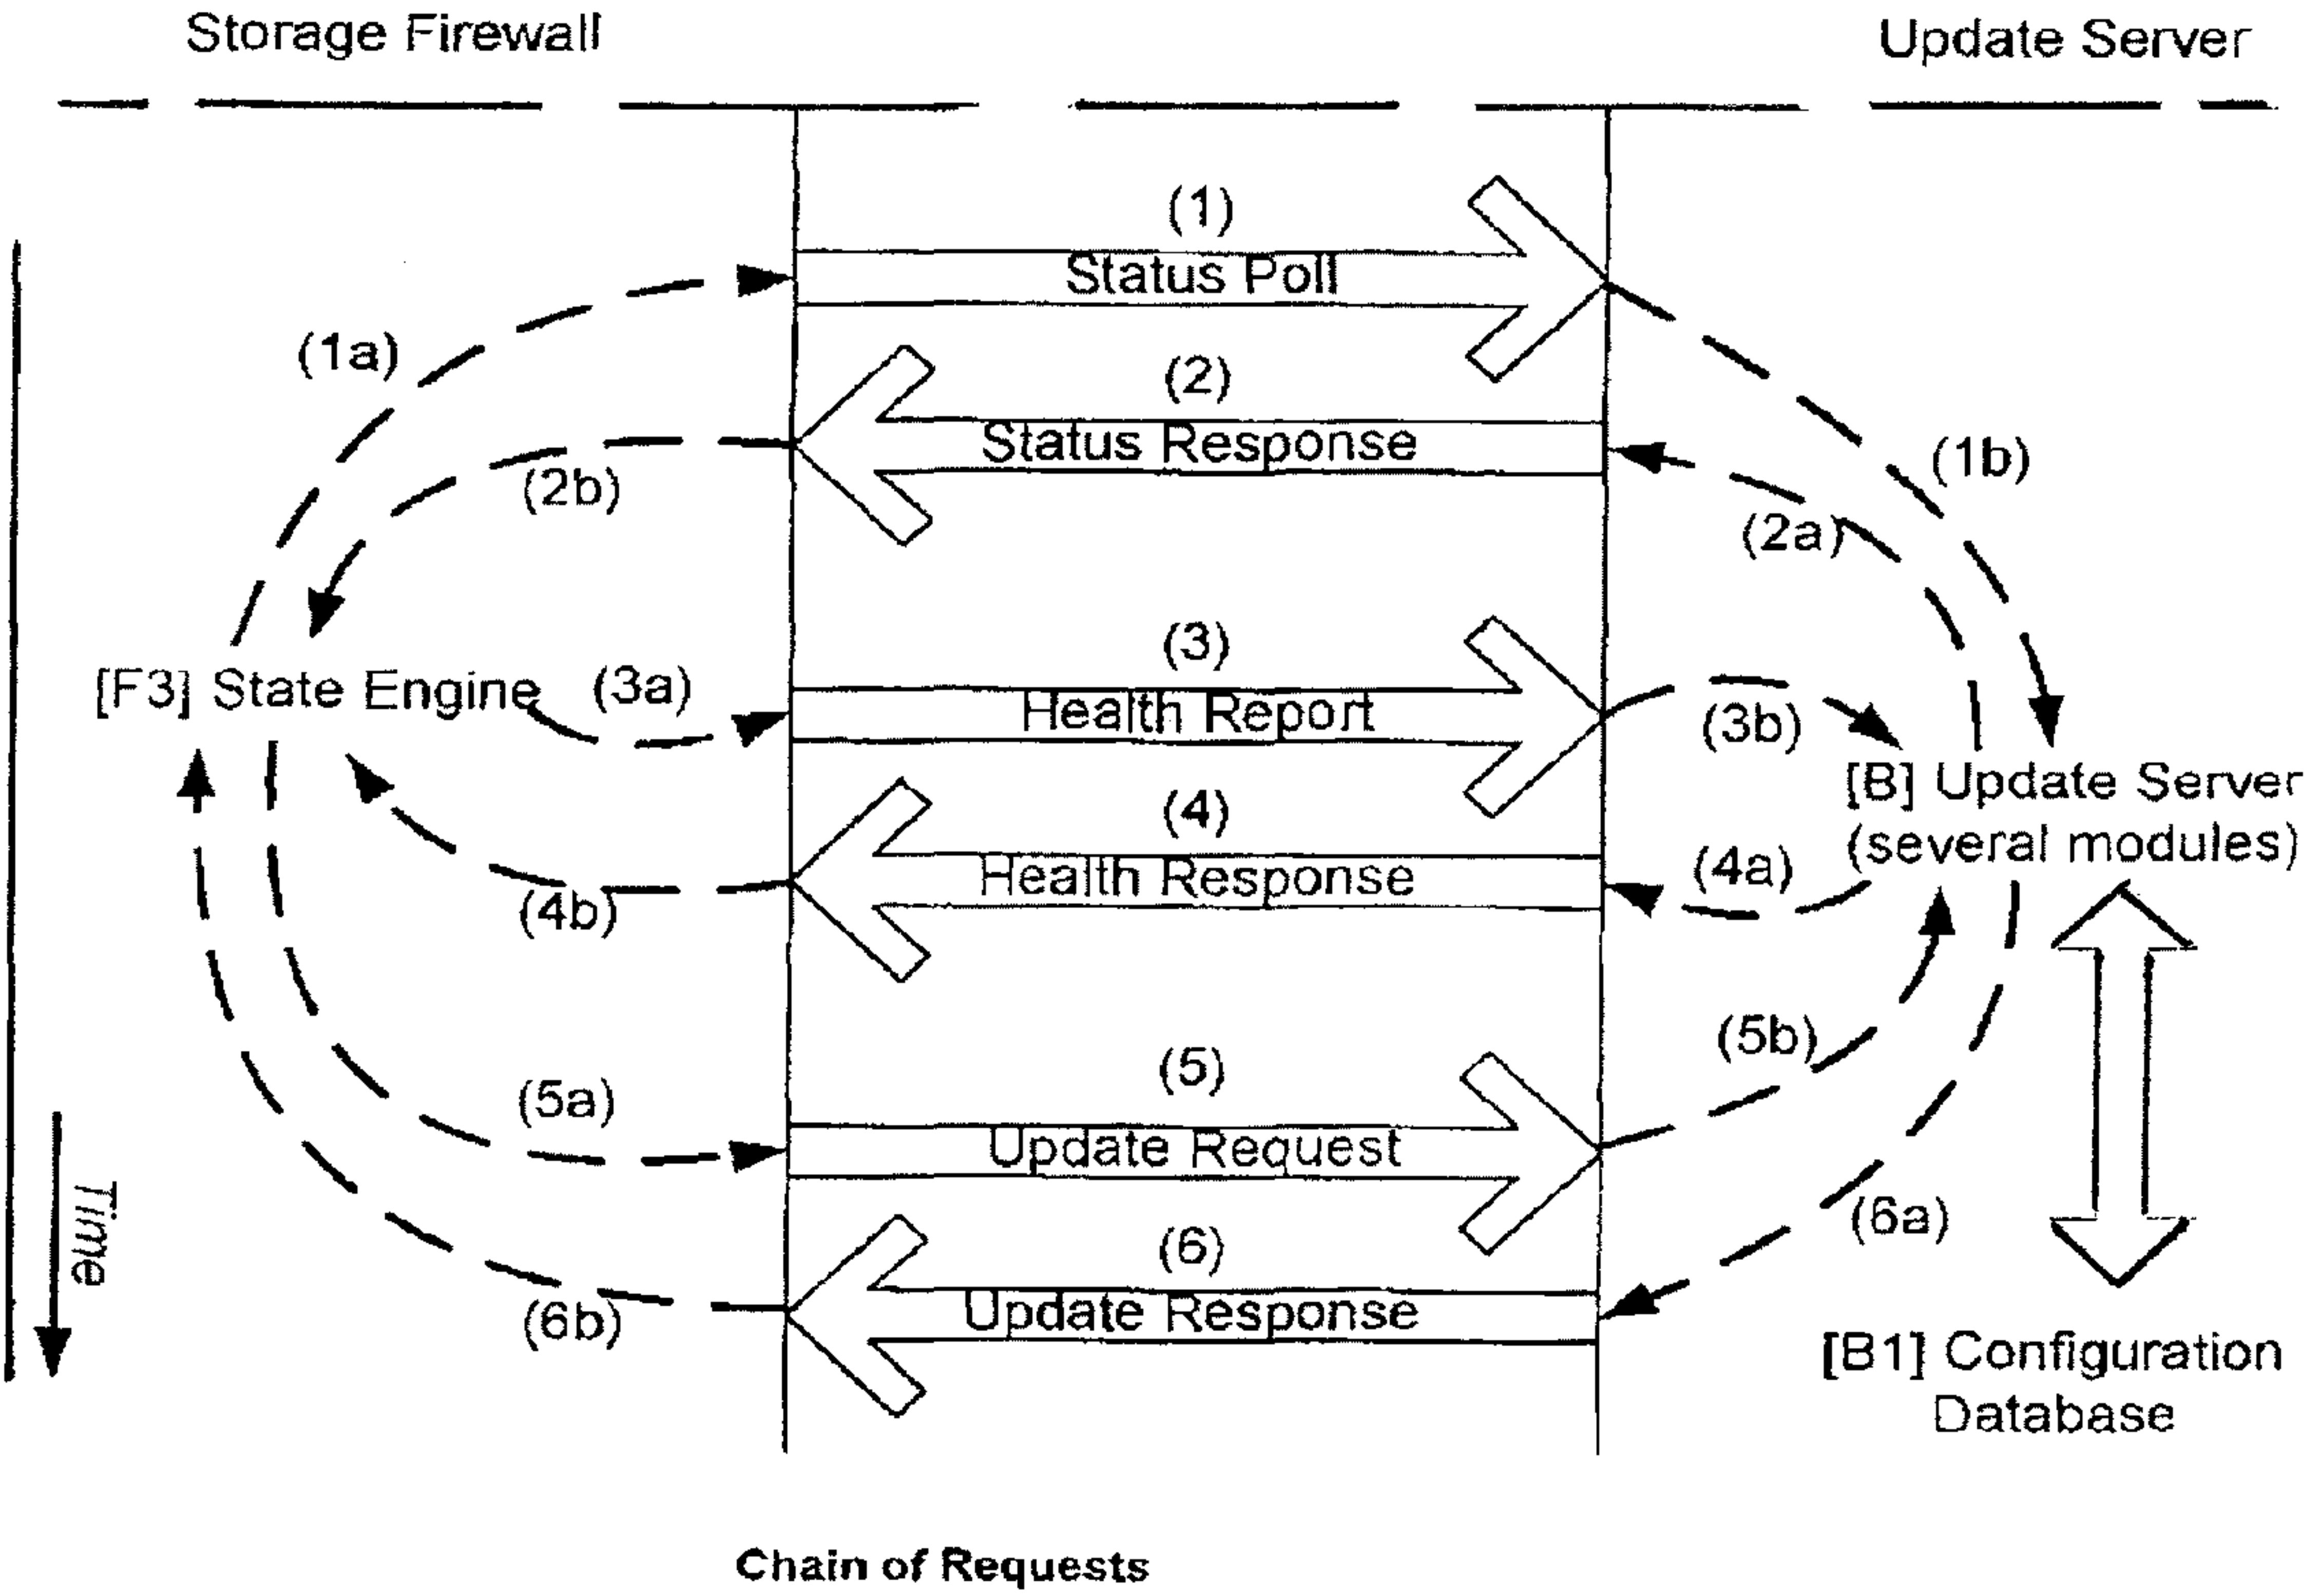 Storage Firewall
Update Server
(1)
Status Poll
(1a)
(2)
Status Response
(1b)
(2b)
(2a)
(3)
[F3] State Engine
(3a)
Health Report
(3b)
[B] Update Server
(several modules)
(4)
Health Response
(4a)
(4b)
(5)
(5b)
(5a)
Update Request
Time
(6)
(6a)
Update Response
(6b)
[B1] Configuration
Database
Chain of Requests